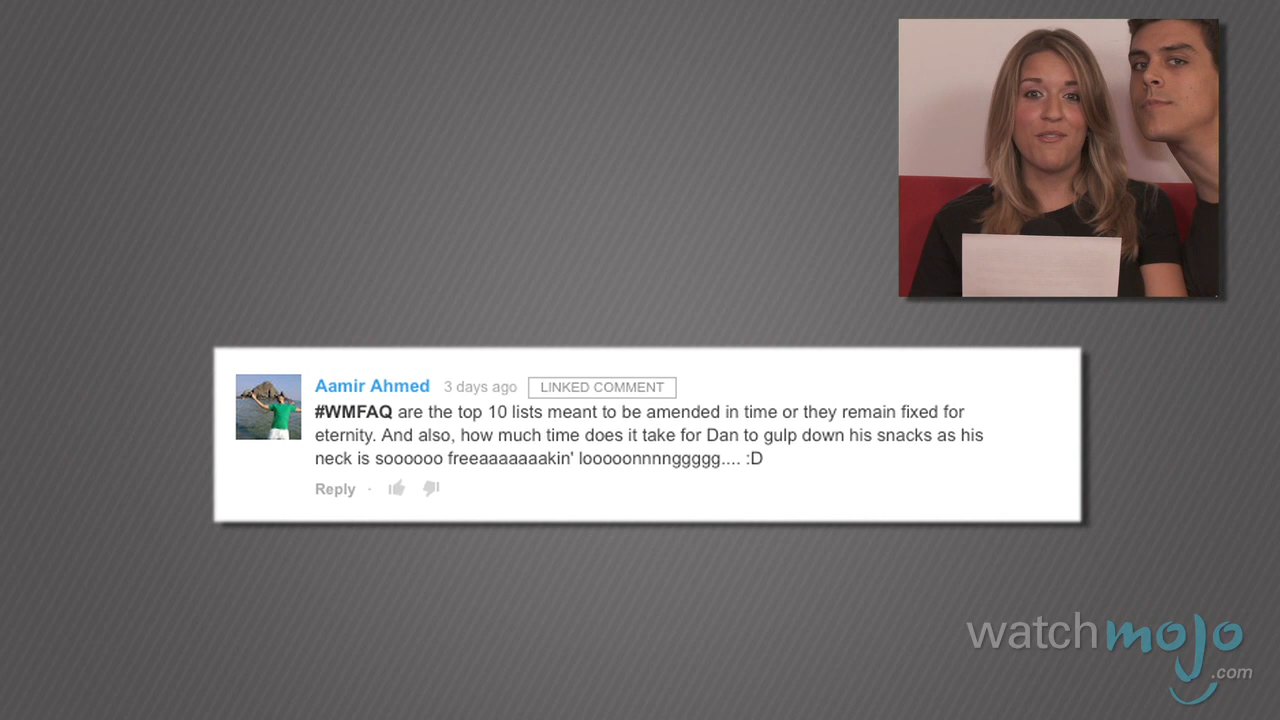 Aamir Ahmed 3 days ago LINKED COMMENT
#WMFAQ are the top 10 lists meant to be amended in time or they remain fixed for
eternity. And also, how much time does it take for Dan to gulp down his snacks as his
neck is soooooo freeaaaaaaakin' looooonnnnggggg.... :D
Reply ·
watchmojo
.com